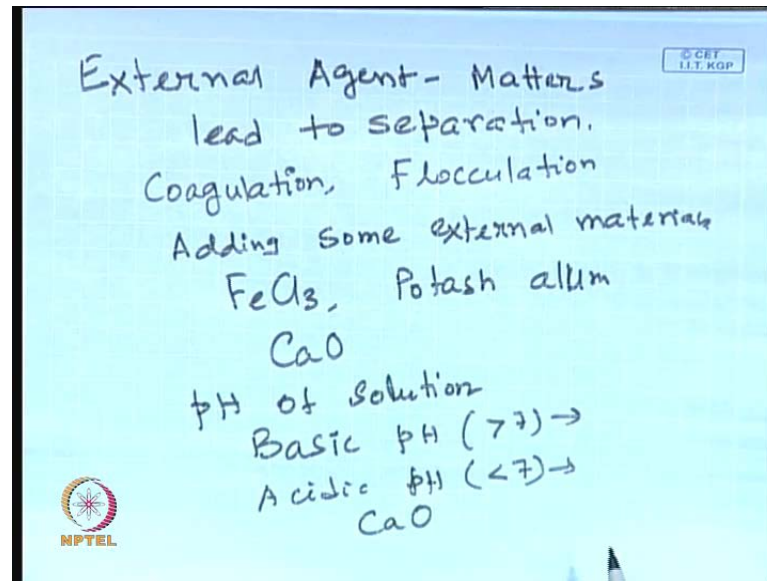 © CET
I.I.T. KGP
External Agent - Matters
lead to separation.
Coagulation, Flocculation
Adding some external materials
FeCl3, Potash alum
CaO
pH of solution
Basic pH (>7) →
Acidic pH (<7) →
CaO
NPTEL